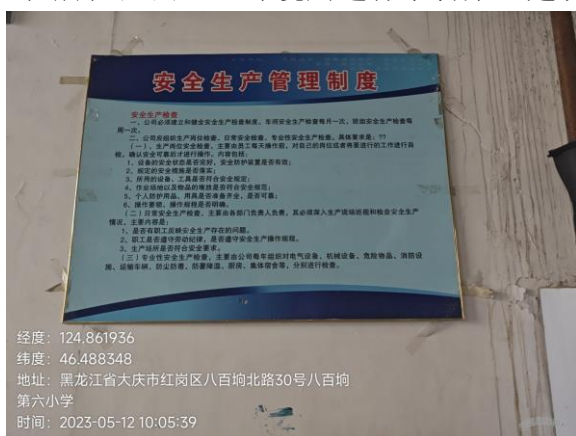 安全生产管理制度
安全生产检查
一、公司必须建立和健全安全生产检查制度。车间安全生产检查每月一次，班组安全生产检查每
周一次。
二、公司应组织生产岗位检查、日常安全检查、专业性安全生产检查。具体要求是：??
（一）、生产岗位安全检查，主要由员工每天操作前，对自己的岗位或者将要进行的工作进行自
检，确认安全可靠后才进行操作。内容包括：
1、设备的安全状态是否完好，安全防护装置是否有效；
2、规定的安全措施是否落实；
3、所用的设备、工具是否符合安全规定；
4、作业场地以及物品的堆放是否符合安全规范；
5、个人防护用品、用具是否准备齐全，是否可靠；
6、操作要领、操作规程是否明确。
（二）日常安全生产检查，主要由各部门负责人负责，其必须深入生产现场巡视和检查安全生产
情况，主要内容是：
1、是否有职工反映安全生产存在的问题。
2、职工是否遵守劳动纪律，是否遵守安全生产操作规程。
3、生产场所是否符合安全要求。
（三）专业性安全生产检查，主要由公司每年组织对电气设备、机械设备、危险物品、消防设
施、运输车辆、防尘防毒、防暑降温、厨房、集体宿舍等，分别进行检查。
经度：124.861936
纬度：46.488348
地址：黑龙江省大庆市红岗区八百垧北路30号八百垧
第六小学
时间：2023-05-12 10:05:39